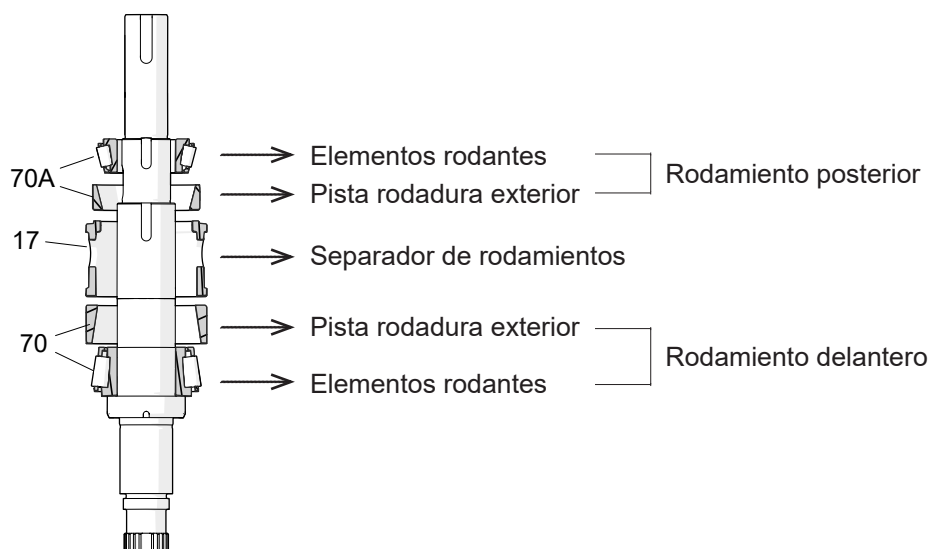 70A
Elementos rodantes
Pista rodadura exterior
Rodamiento posterior
17
Separador de rodamientos
70
Pista rodadura exterior
Elementos rodantes
Rodamiento delantero